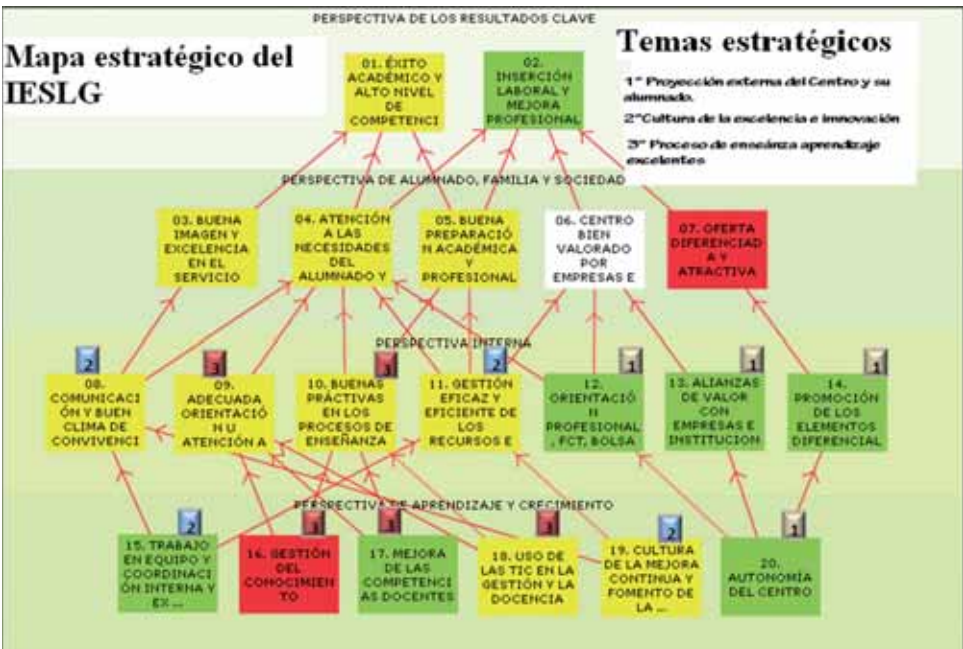 PERSPECTIVA DE LOS RESULTADOS CLAVE
Mapa estratégico del
IESLG
01. ÉXITO
ACADÉMICO Y
ALTO NIVEL
DE
COMPETENCI
02.
INSERCIÓN
LABORAL Y
MEJORA
PROFESIONAL
Temas estratégicos
1º Proyección externa del Centro y su
alumnado.
2ºCultura de la excelencia e imnovación
3º Proceso de enseánza aprendizaje
excelentes
PERSPECTIVA DE ALUMNADO, FAMILIA Y SOCIEDAD
03. BUENA
IMAGEN Y
EXCELENCIA
EN EL
SERVICIO
04. ATENCIÓN
A LAS
NECESIDADES
DEL
ALUMNADO Y
05. BUENA
PREPARACIÓ
N ACADÉMICA
Y
PROFESIONAL
06. CENTRO
BIEN
VALORADO
POR
EMPRESAS E
07. OFERTA
DIFERENCIAD
A Y
ATRACTIVA
PERSPECTIVA INTERNA
2
08.
COMUNICACI
ÓN Y BUEN
CLIMA DE
CONVIVENCI
3
09.
ADECUADA
ORIENTACIÓ
N U
ATENCIÓN A
3
10. BUENAS
PRÁCTIVAS
EN LOS
PROCESOS DE
ENSEÑANZA
2
11. GESTIÓN
EFICAZ Y
EFICIENTE DE
LOS
RECURSOS E
1
12.
ORIENTACIÓ
N
PROFESIONAL
, FCT, BOLSA
1
13. ALIANZAS
DE VALOR
CON
EMPRESAS E
INSTITUCION
1
14.
PROMOCIÓN
DE LOS
ELEMENTOS
DIFERENCIAL
PERSPECTIVA DE APRENDIZAJE Y CRECIMIENTO
2
15. TRABAJO
EN EQUIPO Y
COORDINACI
ÓN INTERNA Y
EX ...
3
16. GESTIÓN
DEL
CONOCIMIEN
TO
3
17. MEJORA
DE LAS
COMPETENCI
AS DOCENTES
3
18. USO DE
LAS TIC EN LA
GESTIÓN Y LA
DOCENCIA
2
19. CULTURA
DE LA MEJORA
CONTINUA Y
FOMENTO DE
LA ...
1
20.
AUTONOMÍA
DEL CENTRO